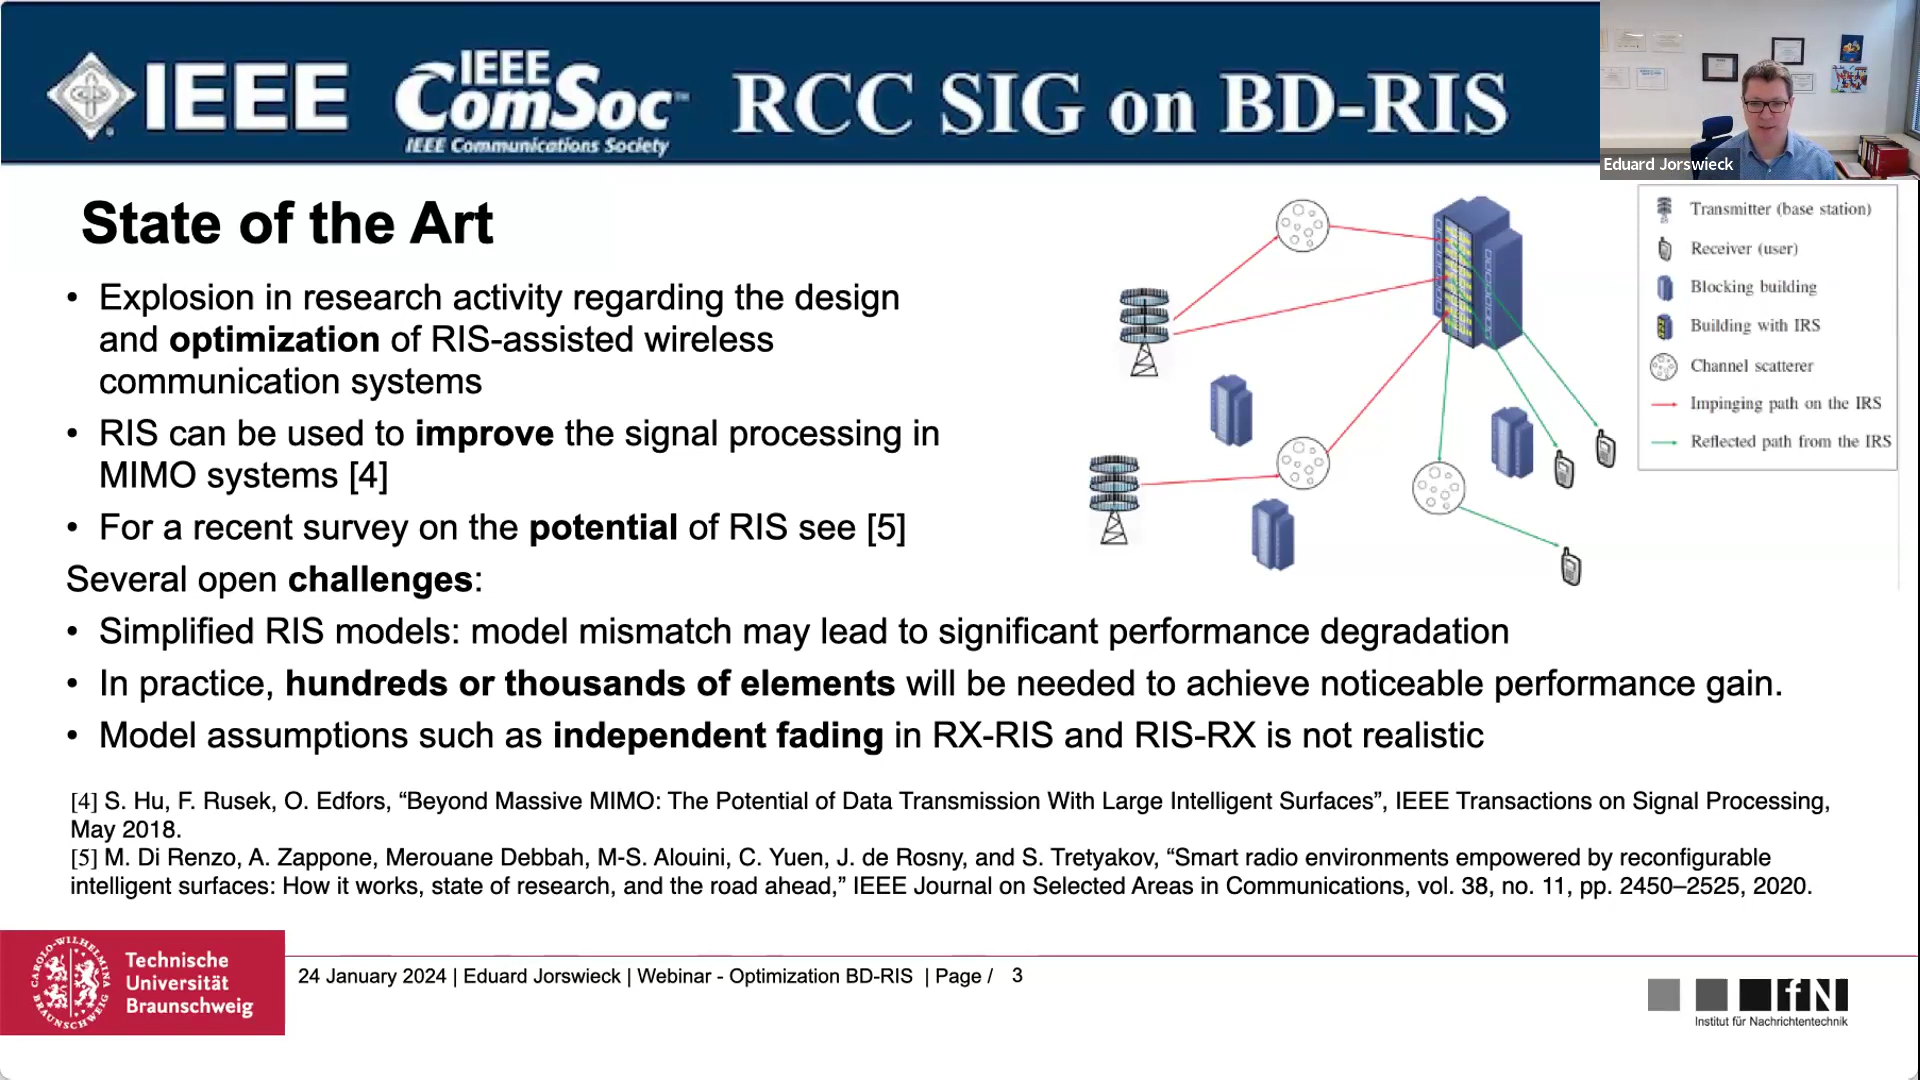 IEEE
IEEE
ComSoc™
IEEE Communications Society
RCC SIG on BD-RIS
Eduard Jorswieck
State of the Art
• Explosion in research activity regarding the design
and optimization of RIS-assisted wireless
communication systems
• RIS can be used to improve the signal processing in
MIMO systems [4]
• For a recent survey on the potential of RIS see [5]
Several open challenges:
• Simplified RIS models: model mismatch may lead to significant performance degradation
• In practice, hundreds or thousands of elements will be needed to achieve noticeable performance gain.
• Model assumptions such as independent fading in RX-RIS and RIS-RX is not realistic
Transmitter (base station)
Receiver (user)
Blocking building
Building with IRS
Channel scatterer
Impinging path on the IRS
Reflected path from the IRS
[4] S. Hu, F. Rusek, O. Edfors, “Beyond Massive MIMO: The Potential of Data Transmission With Large Intelligent Surfaces”, IEEE Transactions on Signal Processing,
May 2018.
[5] M. Di Renzo, A. Zappone, Merouane Debbah, M-S. Alouini, C. Yuen, J. de Rosny, and S. Tretyakov, “Smart radio environments empowered by reconfigurable
intelligent surfaces: How it works, state of research, and the road ahead,” IEEE Journal on Selected Areas in Communications, vol. 38, no. 11, pp. 2450–2525, 2020.
CAROLO-WILHELMINA
BRAUNSCHWEIG
Technische
Universität
Braunschweig
24 January 2024 | Eduard Jorswieck | Webinar - Optimization BD-RIS | Page / 3
IfN
Institut für Nachrichtentechnik